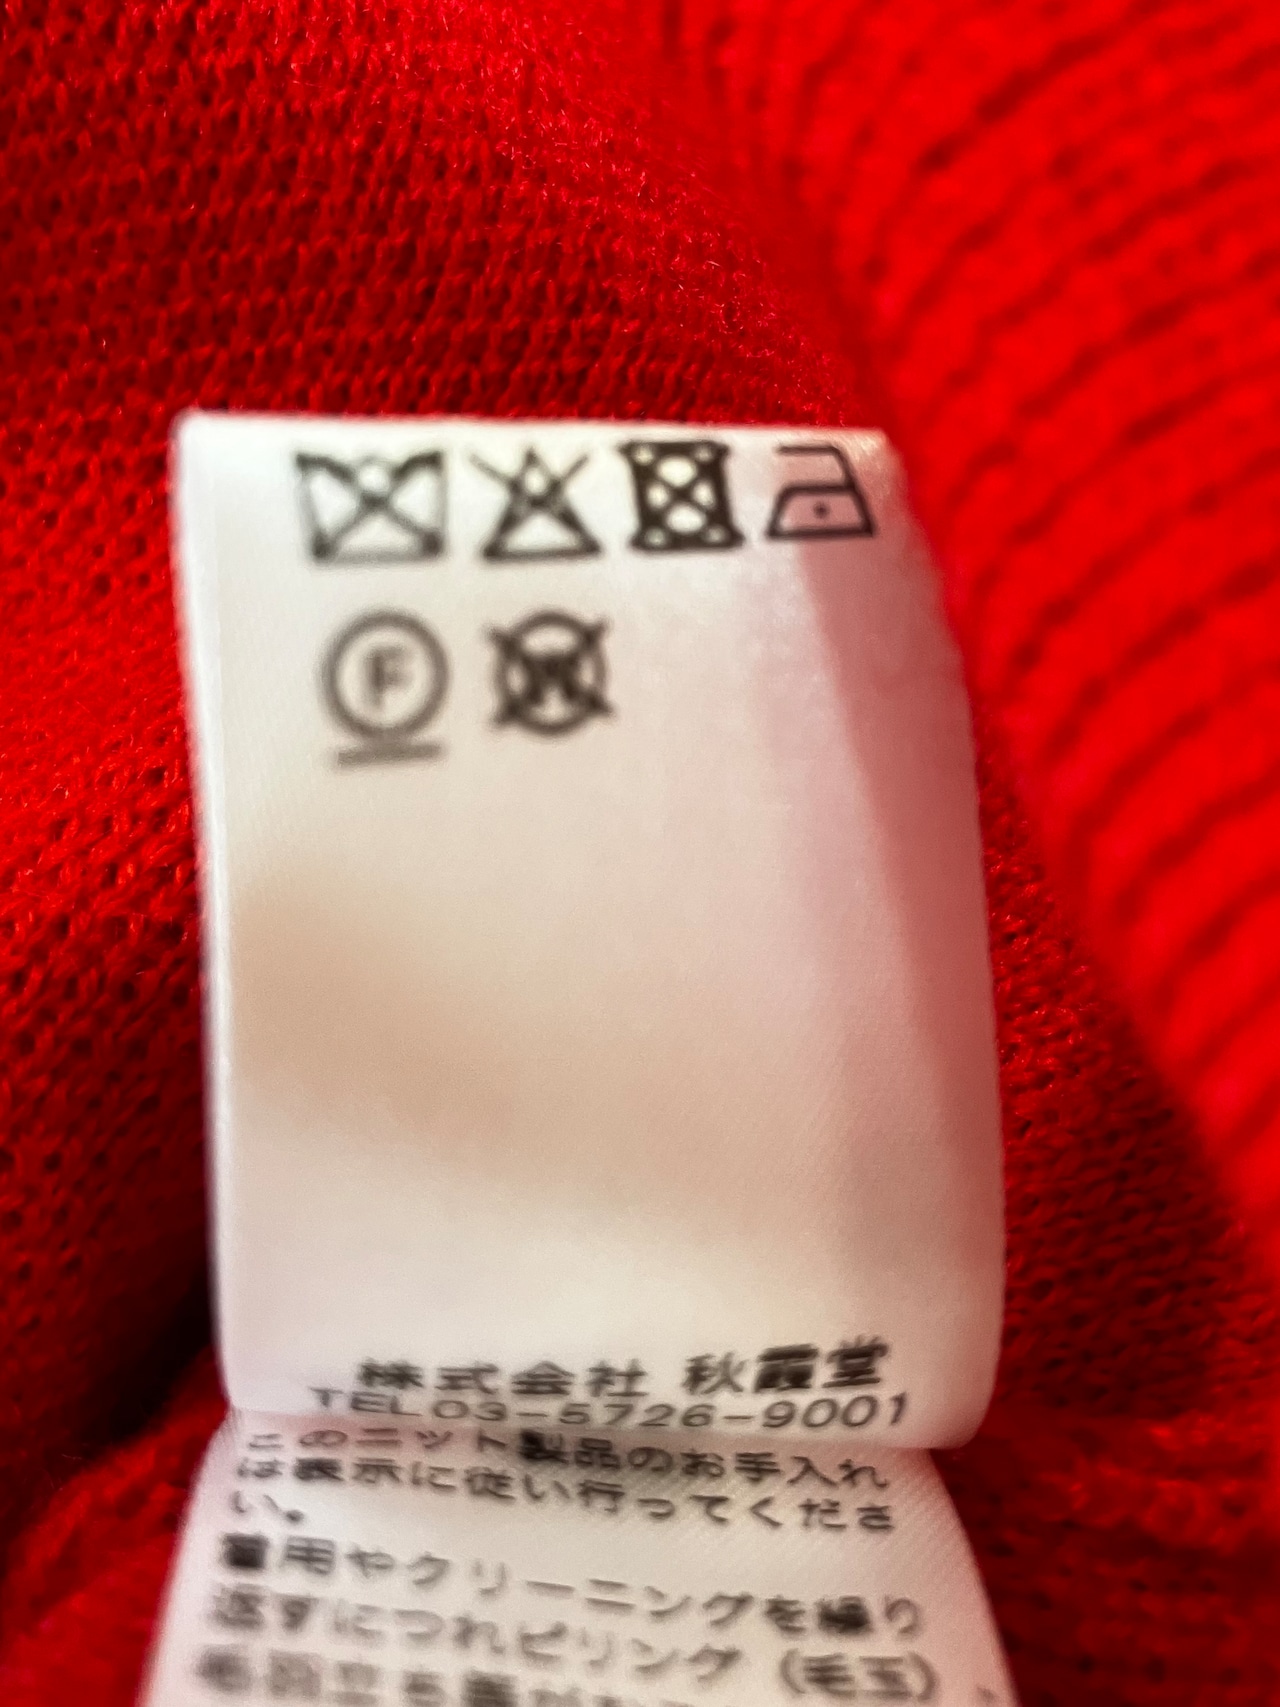 F
W
株式会社 秋霞堂
TEL03-5726-9001
このニット製品のお手入れ
は表示に従い行ってくださ
い。
着用やクリーニングを繰り
返すにつれピリング（毛玉）